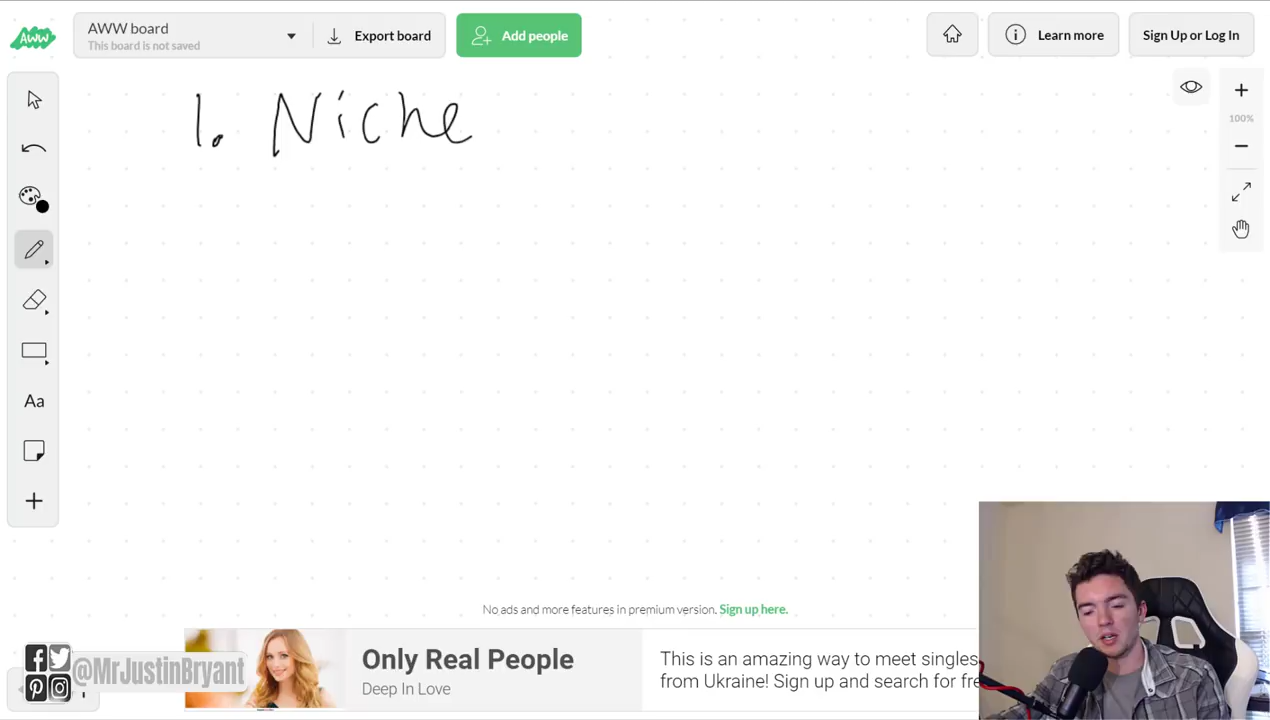 AWW
AWW board
This board is not saved
Export board
Add people
Learn more
Sign Up or Log In
1. Niche
100%
Aa
No ads and more features in premium version. Sign up here.
Only Real People
Deep In Love
This is an amazing way to meet singles
from Ukraine! Sign up and search for fre
@MrJustinBryant